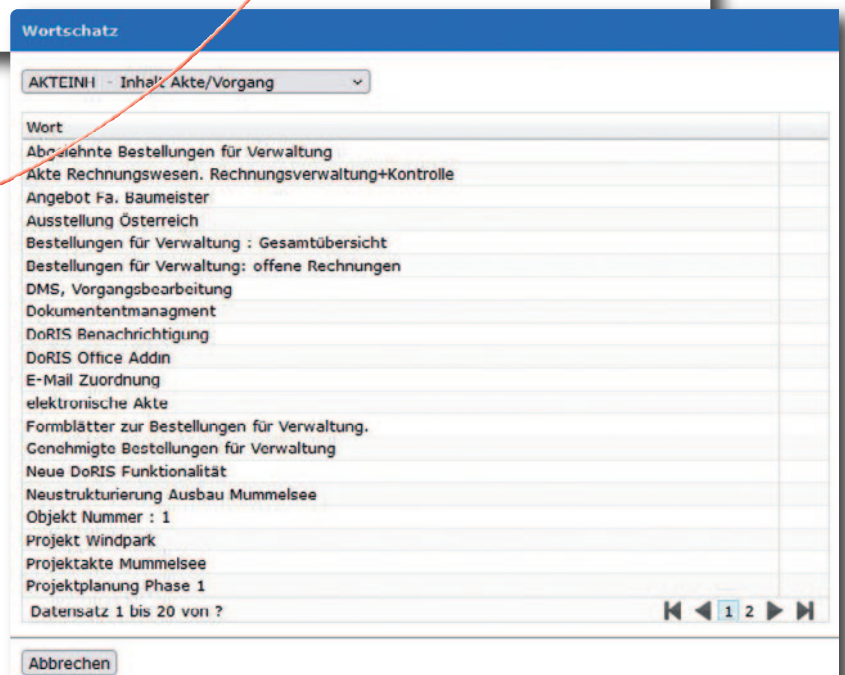 Wortschatz
AKTEINH - Inhalt Akte/Vorgang
Wort
Abgelehnte Bestellungen für Verwaltung
Akte Rechnungswesen. Rechnungsverwaltung+Kontrolle
Angebot Fa. Baumeister
Ausstellung Österreich
Bestellungen für Verwaltung : Gesamtübersicht
Bestellungen für Verwaltung: offene Rechnungen
DMS, Vorgangsbearbeitung
Dokumententmanagment
DoRIS Benachrichtigung
DoRIS Office Addin
E-Mail Zuordnung
elektronische Akte
Formblätter zur Bestellungen für Verwaltung.
Genehmigte Bestellungen für Verwaltung
Neue DoRIS Funktionalität
Neustrukturierung Ausbau Mummelsee
Objekt Nummer : 1
Projekt Windpark
Projektakte Mummelsee
Projektplanung Phase 1
Datensatz 1 bis 20 von ? 1 2
Abbrechen